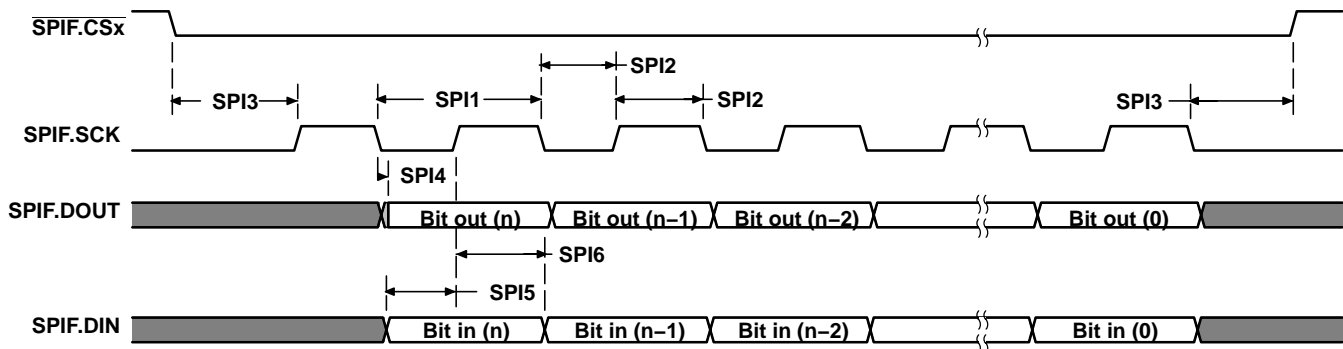 SPIF.CSx
SPI2
SPI3
SPI1
SPI2
SPI3
SPIF.SCK
SPI4
SPIF.DOUT
Bit out (n)
Bit out (n−1)
Bit out (n−2)
Bit out (0)
SPI6
SPI5
SPIF.DIN
Bit in (n)
Bit in (n−1)
Bit in (n−2)
Bit in (0)